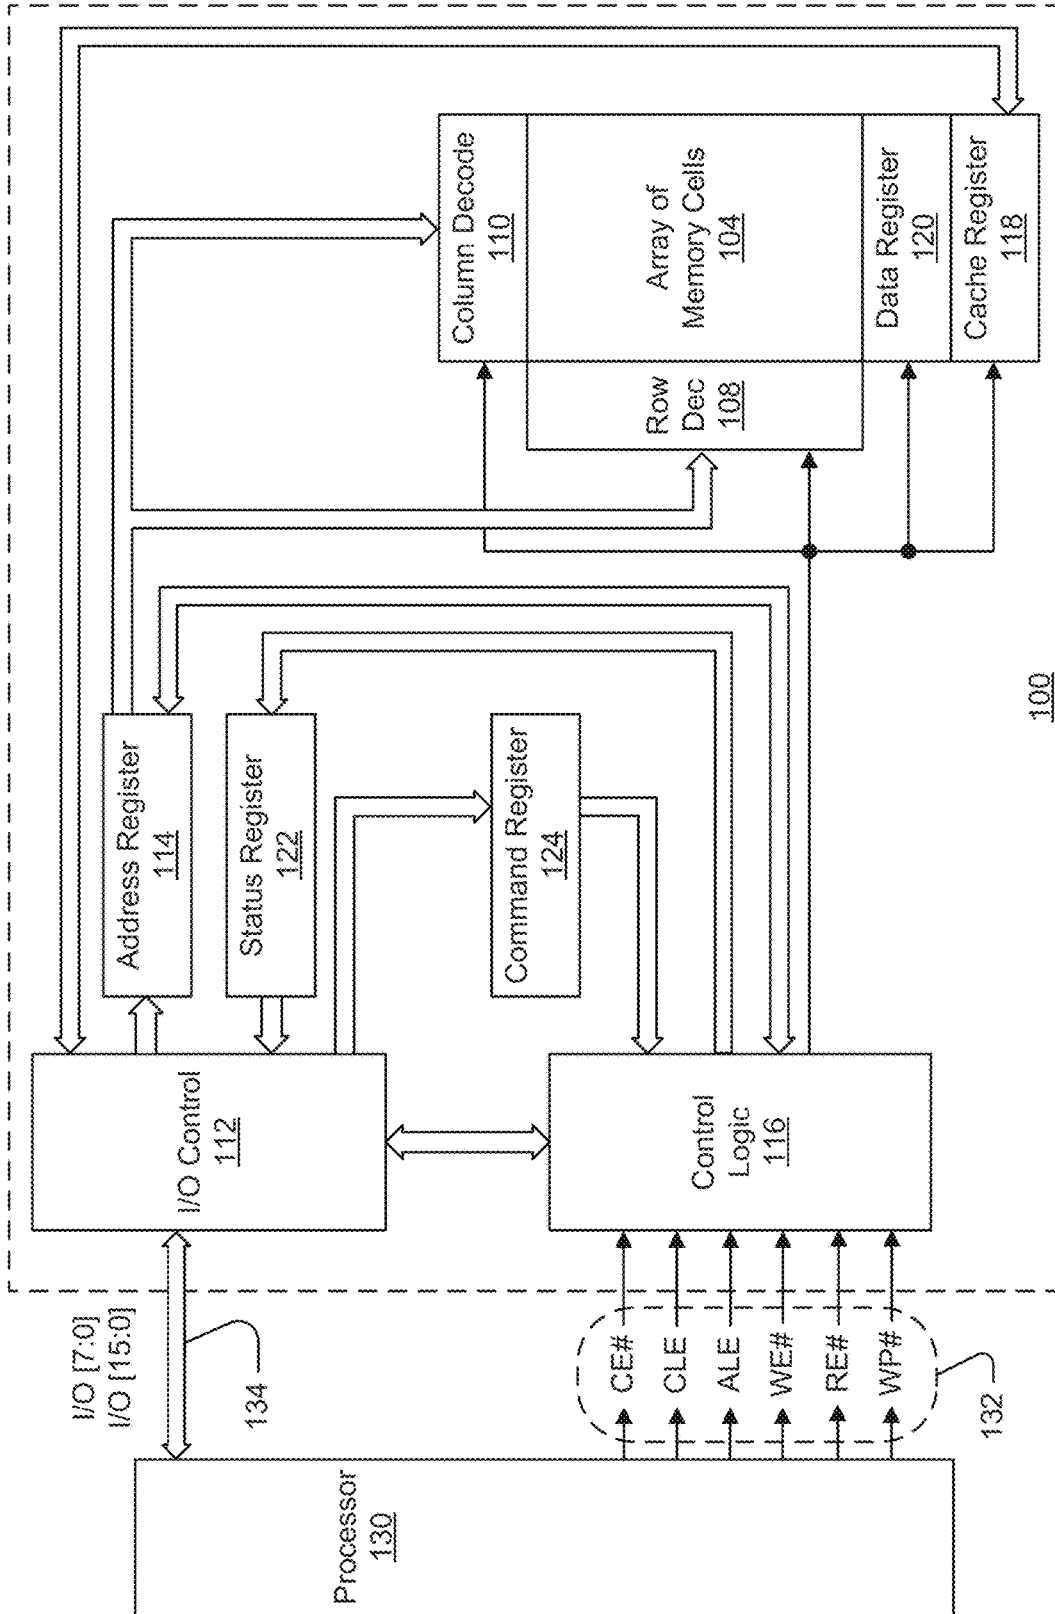 Processor
130
I/O [7:0]
I/O [15:0]
134
CE#
CLE
ALE
WE#
RE#
WP#
132
I/O Control
112
Control
Logic
116
Address Register
114
Status Register
122
Command Register
124
Column Decode
110
Array of
Memory Cells
104
Row
Dec
108
Data Register
120
Cache Register
118
100